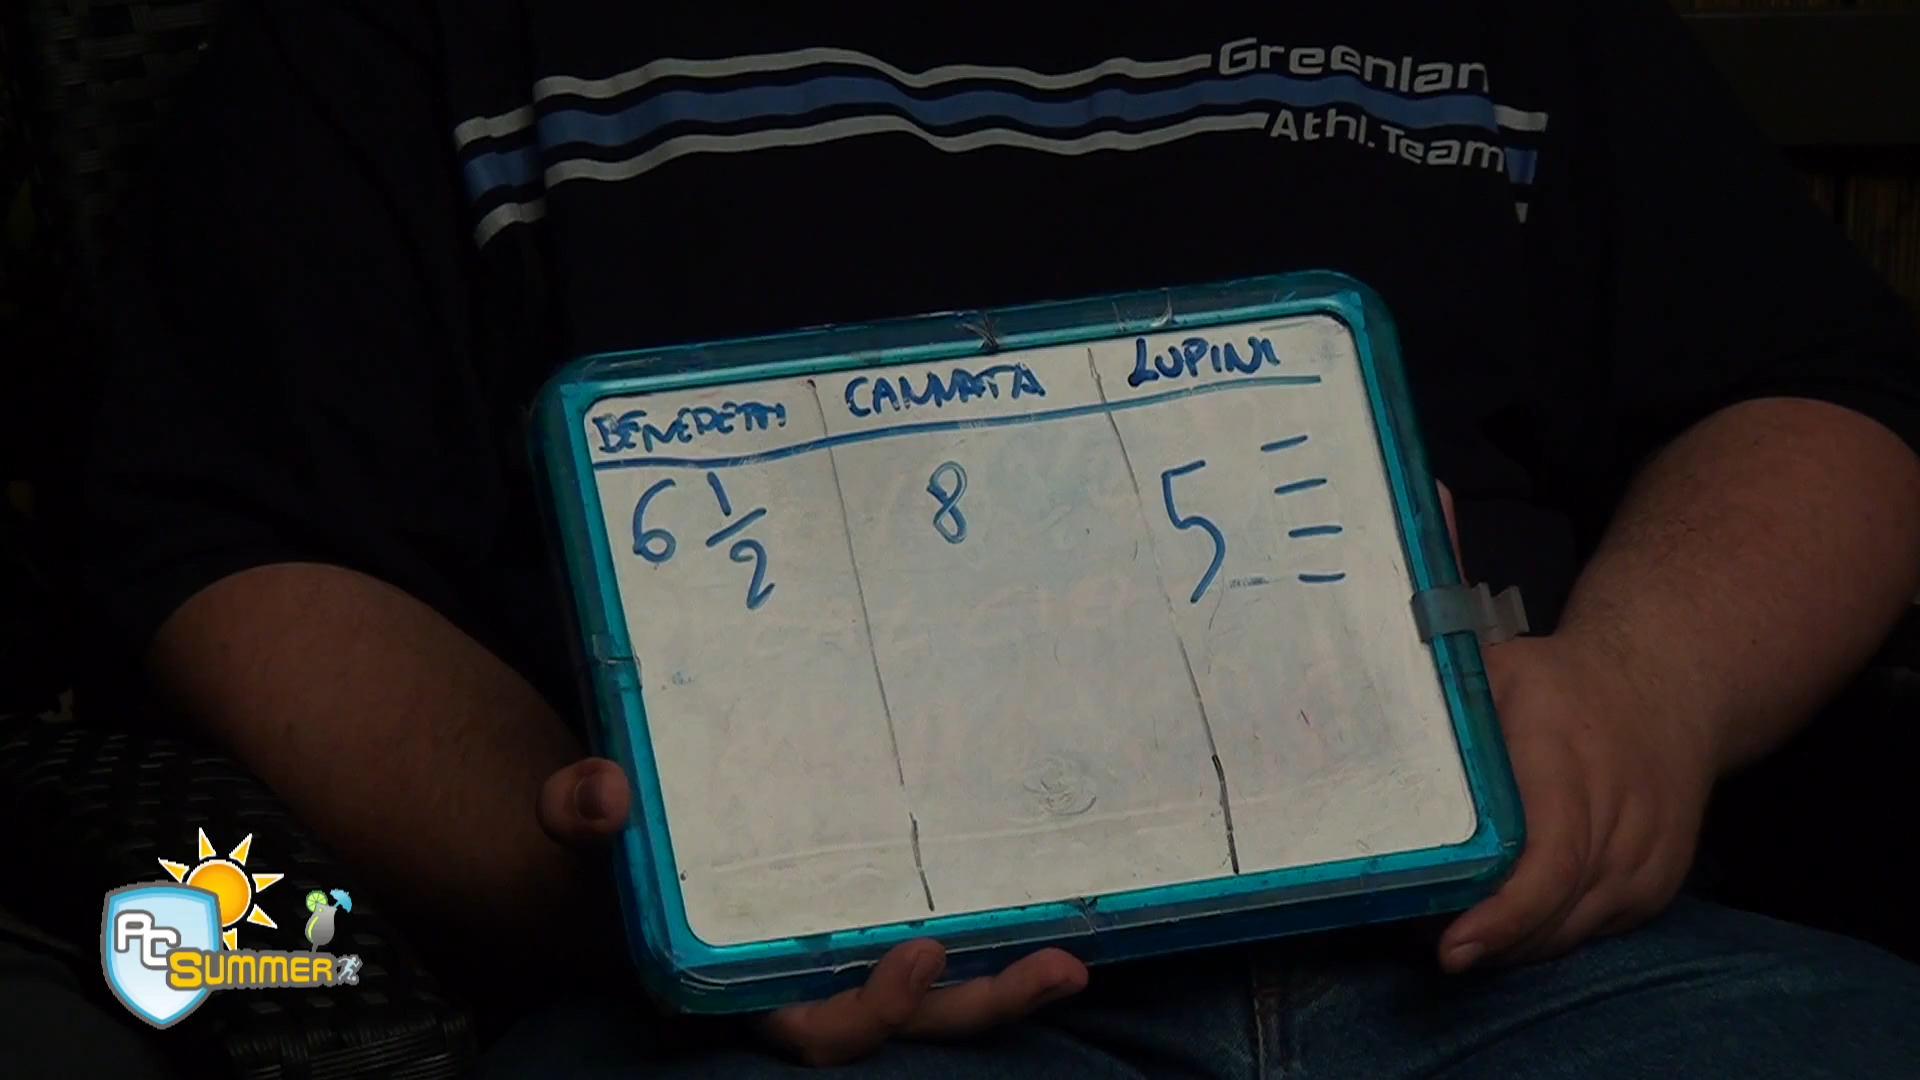 Greenlan
Athl. Team
BENEDETTI CANNATA LUPINI
6 1/2 8 5 - - - -
AC
SUMMER